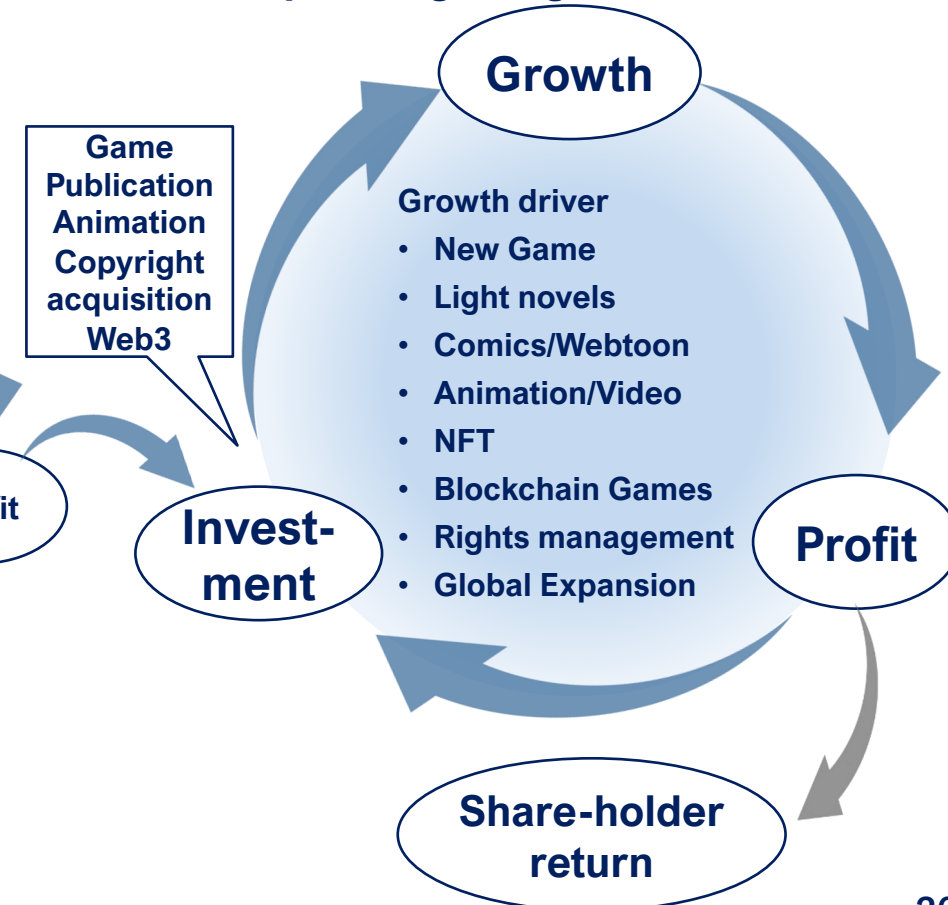 Growth
Game
Publication
Animation
Copyright
acquisition
Web3
Growth driver
• New Game
• Light novels
• Comics/Webtoon
• Animation/Video
• NFT
• Blockchain Games
• Rights management
• Global Expansion
Invest-
ment
Profit
Share-holder
return